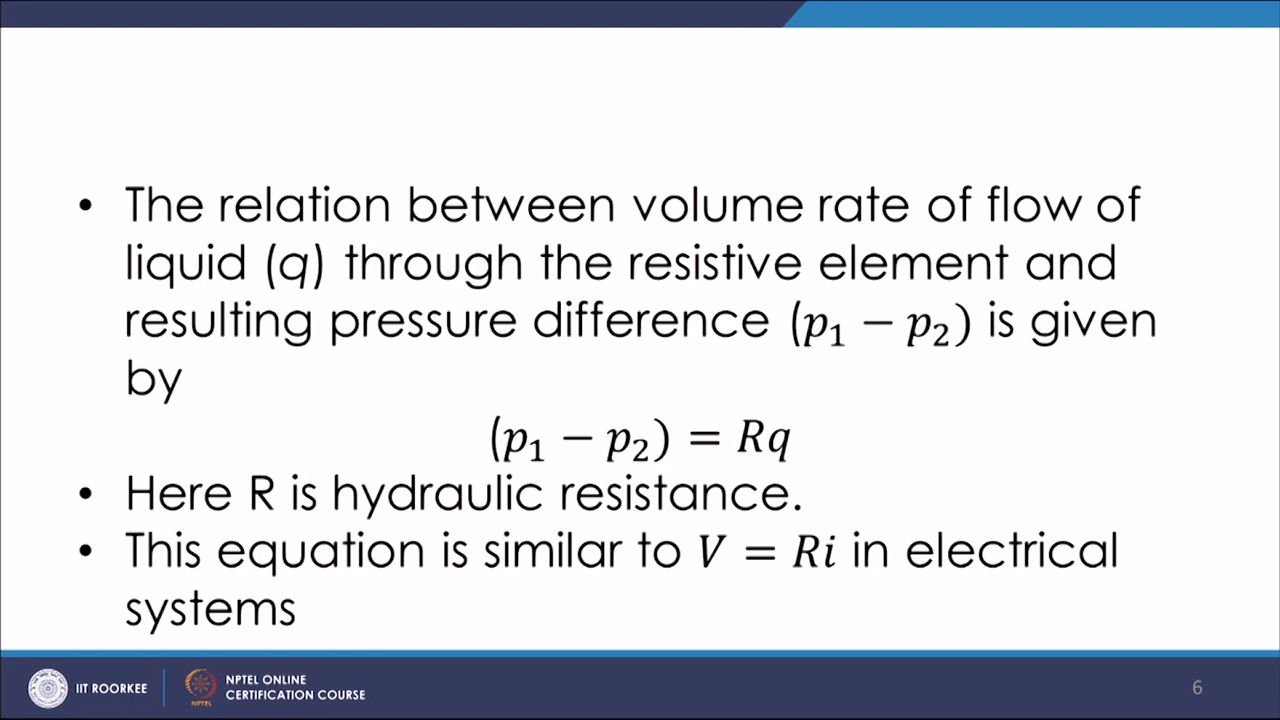 • The relation between volume rate of flow of
liquid (q) through the resistive element and
resulting pressure difference (p₁ − p₂) is given
by
(p₁ − p₂) = Rq
• Here R is hydraulic resistance.
• This equation is similar to V = Ri in electrical
systems
IIT ROORKEE
NPTEL
NPTEL ONLINE
CERTIFICATION COURSE
6